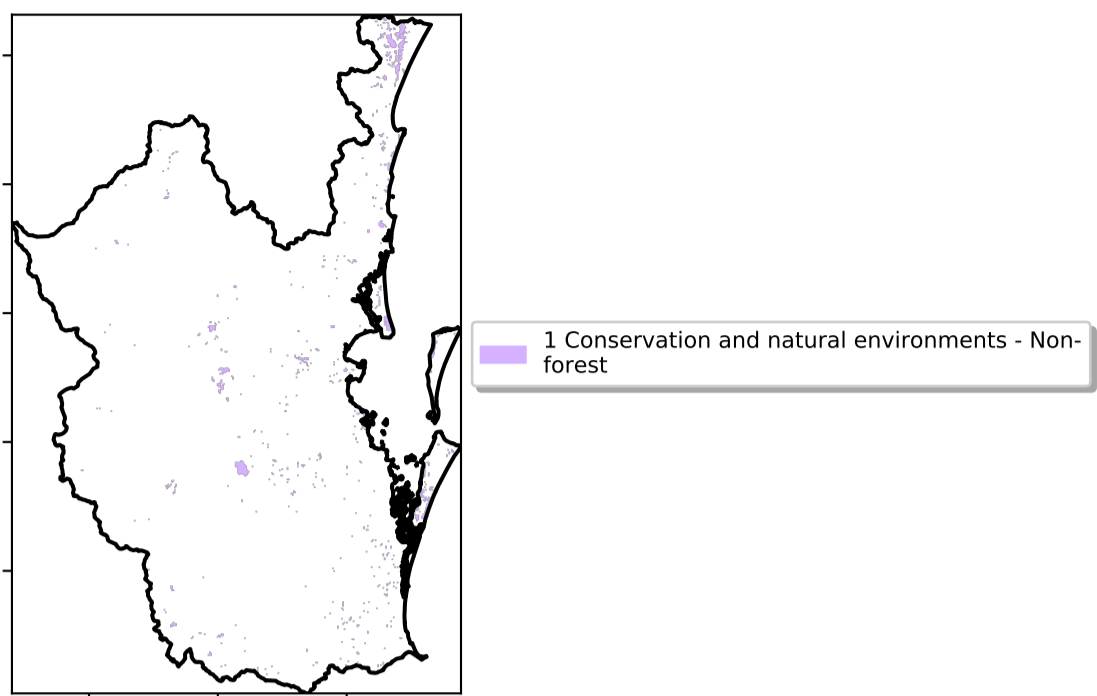 1 Conservation and natural environments - Non-
forest